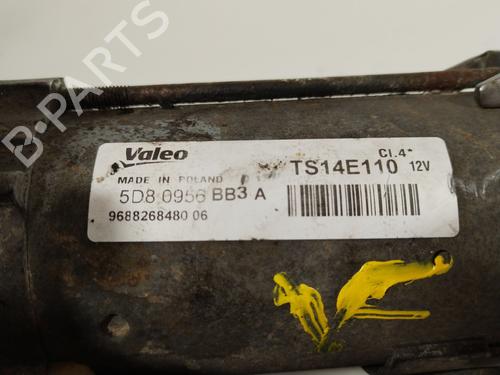 B-PARTS
Valeo
MADE IN POLAND
TS14E110
Cl.4*
12V
5D8 0956 BB3 A
9688268480 06